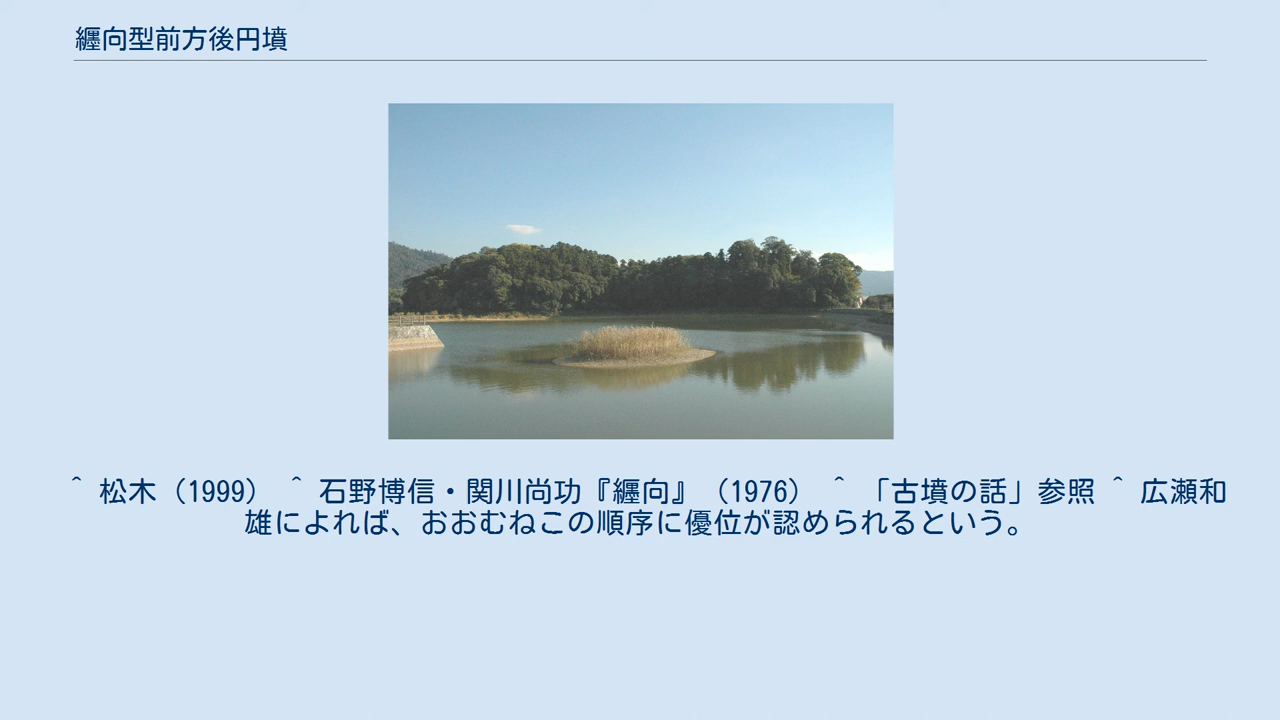 纒向型前方後円墳
^ 松木（1999） ^ 石野博信・関川尚功『纒向』（1976） ^ 「古墳の話」参照 ^ 広瀬和
雄によれば、おおむねこの順序に優位が認められるという。